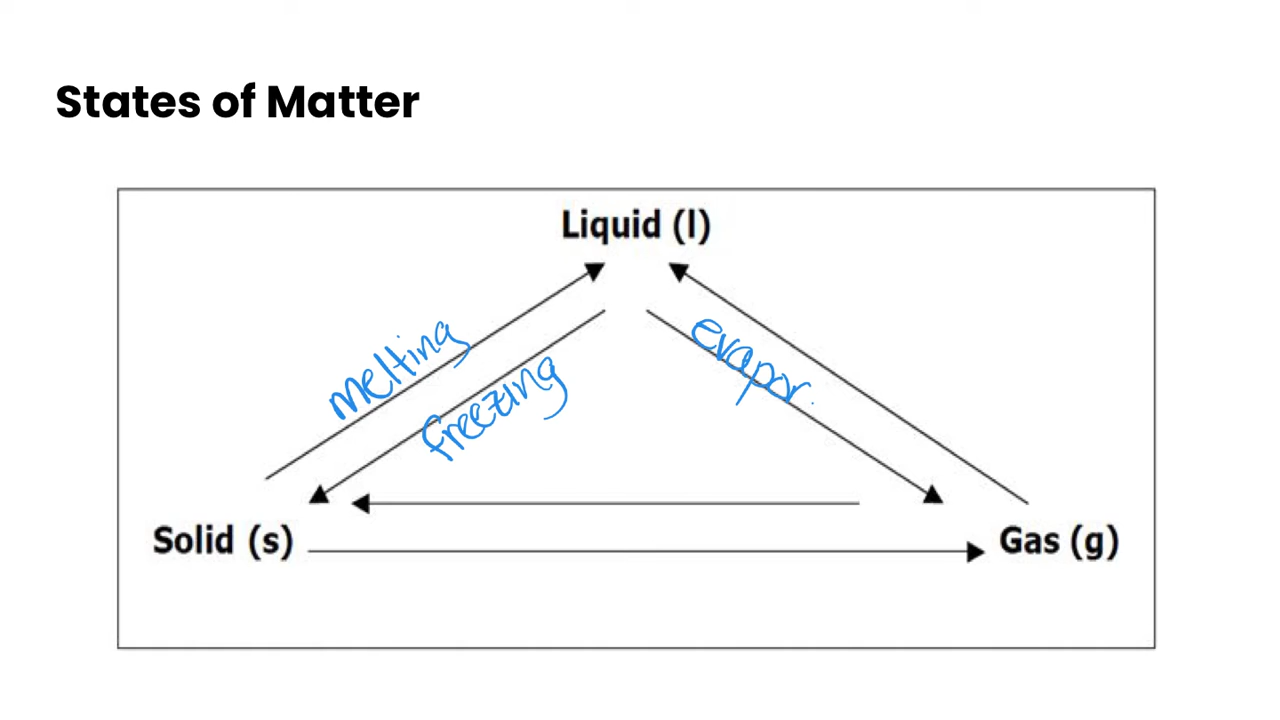 States of Matter
Liquid (l)
melting
freezing
evapor.
Solid (s)
Gas (g)